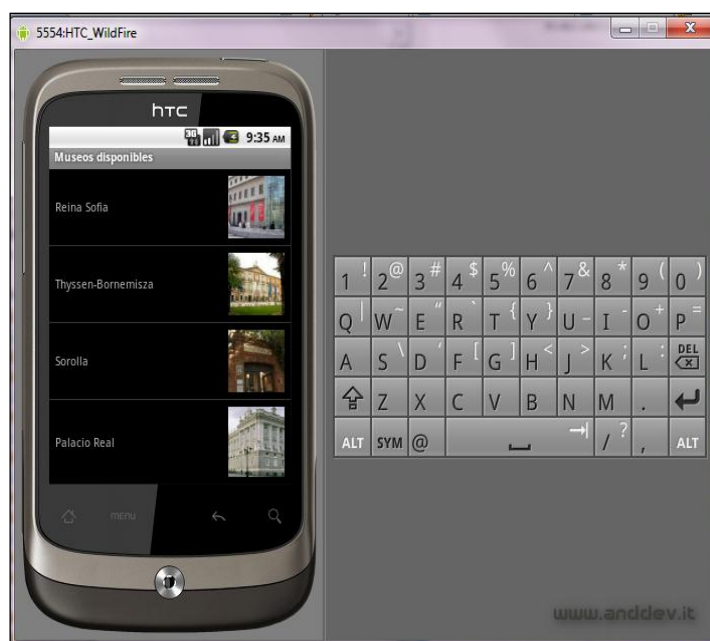 5554:HTC_WildFire
hTC
3G 9:35 AM
Museos disponibles
Reina Sofia
Thyssen-Bornemisza
Sorolla
Palacio Real
menu
1 ! 2 @ 3 # 4 $ 5 % 6 ^ 7 & 8 * 9 ( 0 )
Q | W ~ E “ R ` T { Y } U _ I - O + P =
A S \ D ‘ F [ G ] H < J > K ; L : DEL
Z X C V B N M .
ALT SYM @ / ? , ALT
www.anddev.it